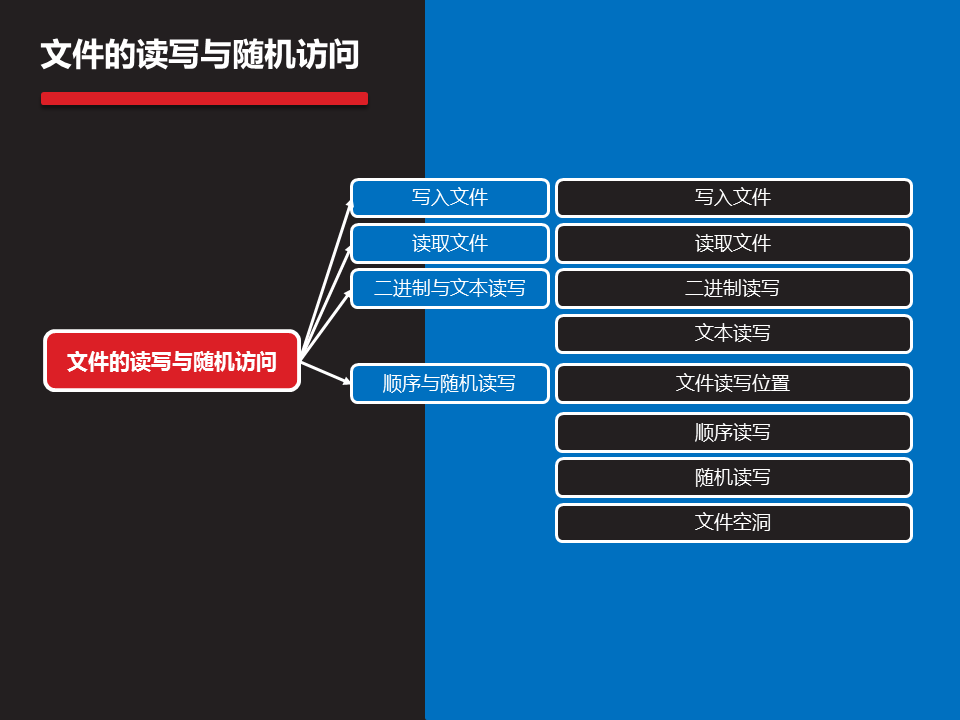 文件的读写与随机访问
写入文件
写入文件
读取文件
读取文件
二进制与文本读写
二进制读写
文本读写
文件的读写与随机访问
顺序与随机读写
文件读写位置
顺序读写
随机读写
文件空洞